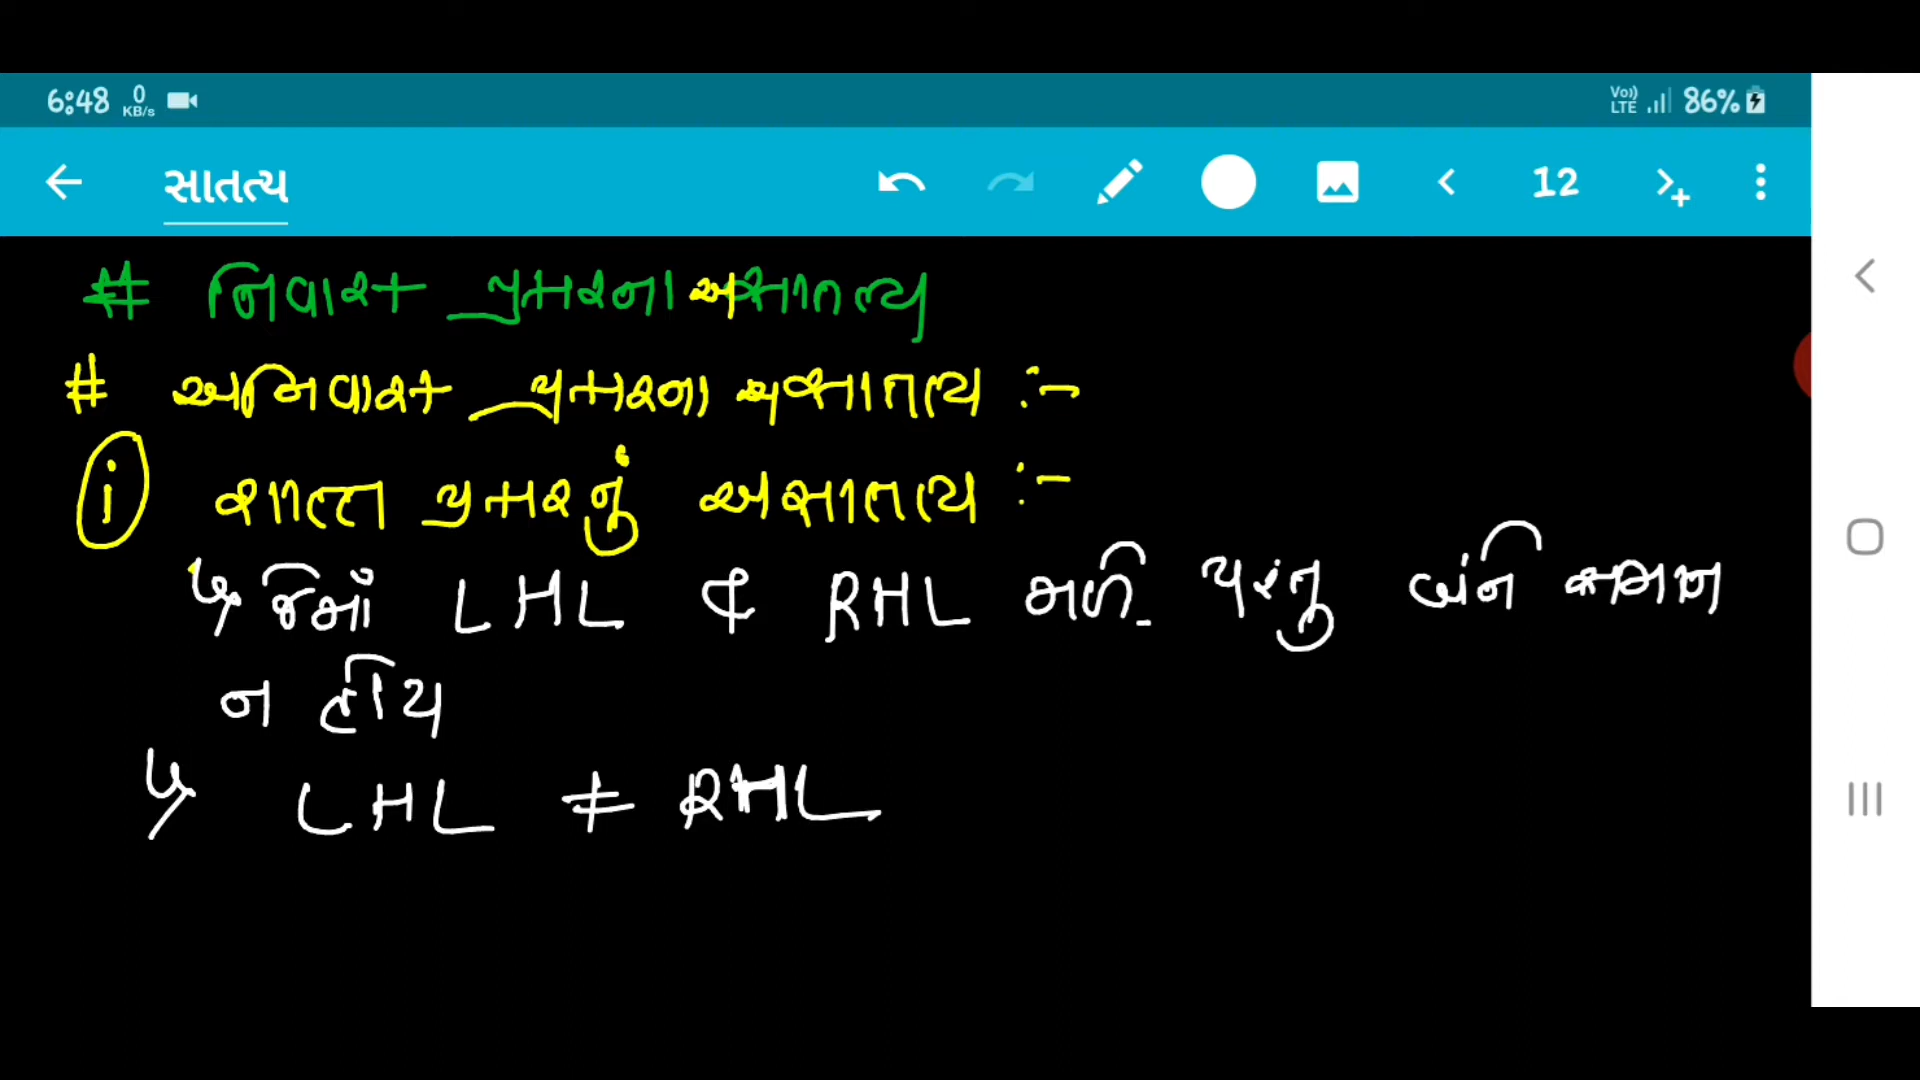 6:48 0 KB/s Vo)) LTE 86%
સાતત્ય 12
# નિવાર્ય પ્રકારના અસાતત્ય
# અનિવાર્ય પ્રકારના અસાતત્ય :-
i શાન્ત પ્રકારનું અસાતત્ય :-
↳ જેમાં LHL & RHL મળે. પરંતુ બંને સમાન
ન હોય
↳ LHL ≠ RHL